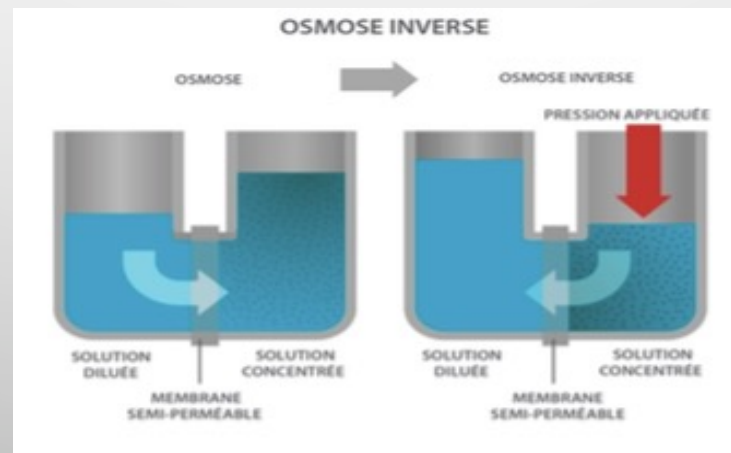 OSMOSE INVERSE
OSMOSE
OSMOSE INVERSE
PRESSION APPLIQUÉE
SOLUTION
DILUÉE
SOLUTION
CONCENTRÉE
MEMBRANE
SEMI-PERMÉABLE
SOLUTION
DILUÉE
SOLUTION
CONCENTRÉE
MEMBRANE
SEMI-PERMÉABLE